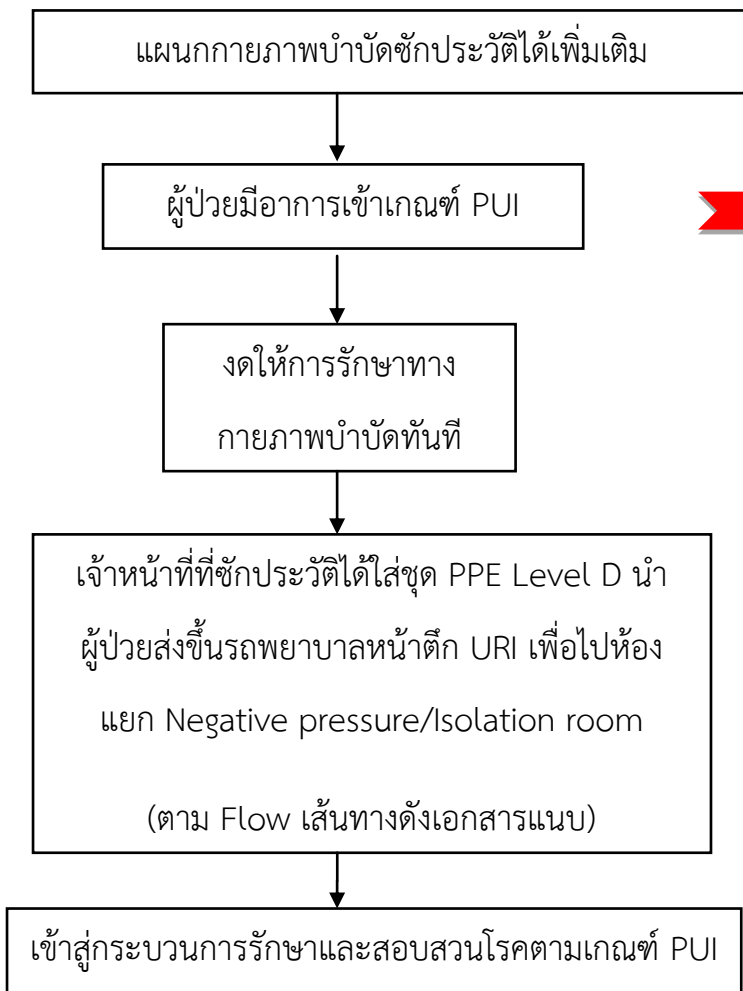 แผนกกายภาพบำบัดซักประวัติได้เพิ่มเติม
ผู้ป่วยมีอาการเข้าเกณฑ์ PUI
งดให้การรักษาทาง
กายภาพบำบัดทันที
เจ้าหน้าที่ที่ซักประวัติได้ใส่ชุด PPE Level D นำ
ผู้ป่วยส่งขึ้นรถพยาบาลหน้าตึก URI เพื่อไปห้อง
แยก Negative pressure/Isolation room
(ตาม Flow เส้นทางดังเอกสารแนบ)
เข้าสู่กระบวนการรักษาและสอบสวนโรคตามเกณฑ์ PUI